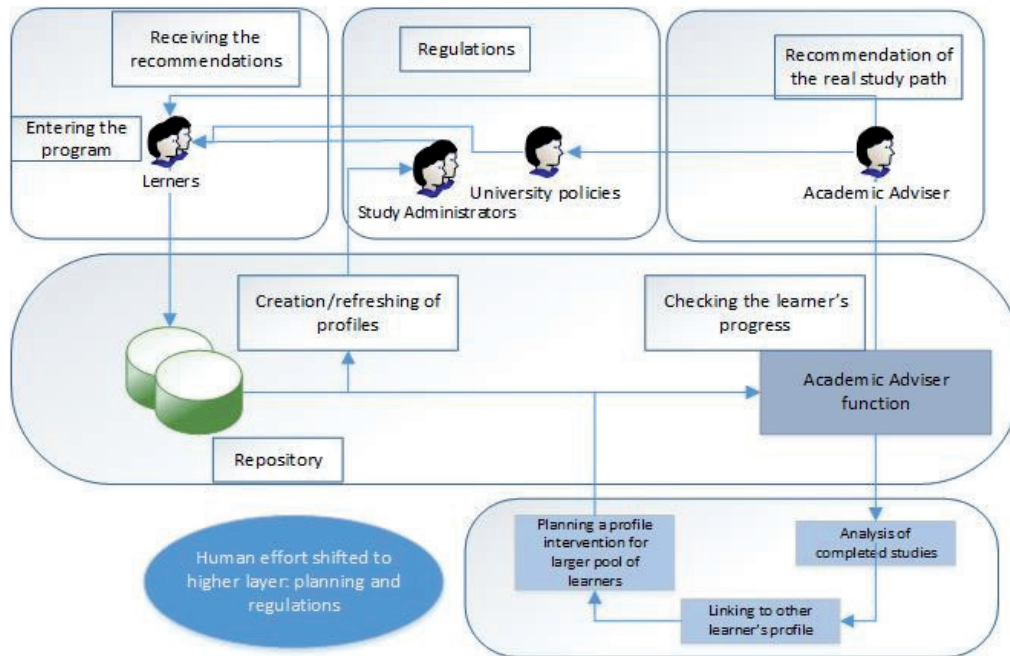 Receiving the
recommendations
Regulations
Recommendation of
the real study path
Entering the
program
Lerners
University policies
Study Administrators
Academic Adviser
Creation/refreshing of
profiles
Checking the learner's
progress
Academic Adviser
function
Repository
Human effort shifted to
higher layer: planning and
regulations
Planning a profile
intervention for
larger pool of
learners
Analysis of
completed studies
Linking to other
learner's profile